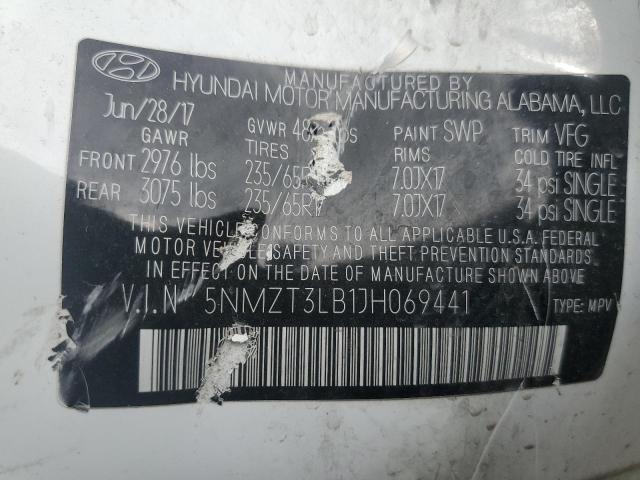 MANUFACTURED BY
HYUNDAI MOTOR MANUFACTURING ALABAMA, LLC
Jun/28/17 GVWR PAINT SWP TRIM VFG
GAWR TIRES RIMS COLD TIRE INFL
FRONT 2976 lbs 235/65R17 7.0JX17 34 psi SINGLE
REAR 3075 lbs 235/65R17 7.0JX17 34 psi SINGLE
THIS VEHICLE CONFORMS TO ALL APPLICABLE U.S.A. FEDERAL
MOTOR VEHICLE SAFETY AND THEFT PREVENTION STANDARDS
IN EFFECT ON THE DATE OF MANUFACTURE SHOWN ABOVE.
V.I.N 5NMZT3LB1JH069441 TYPE: MPV